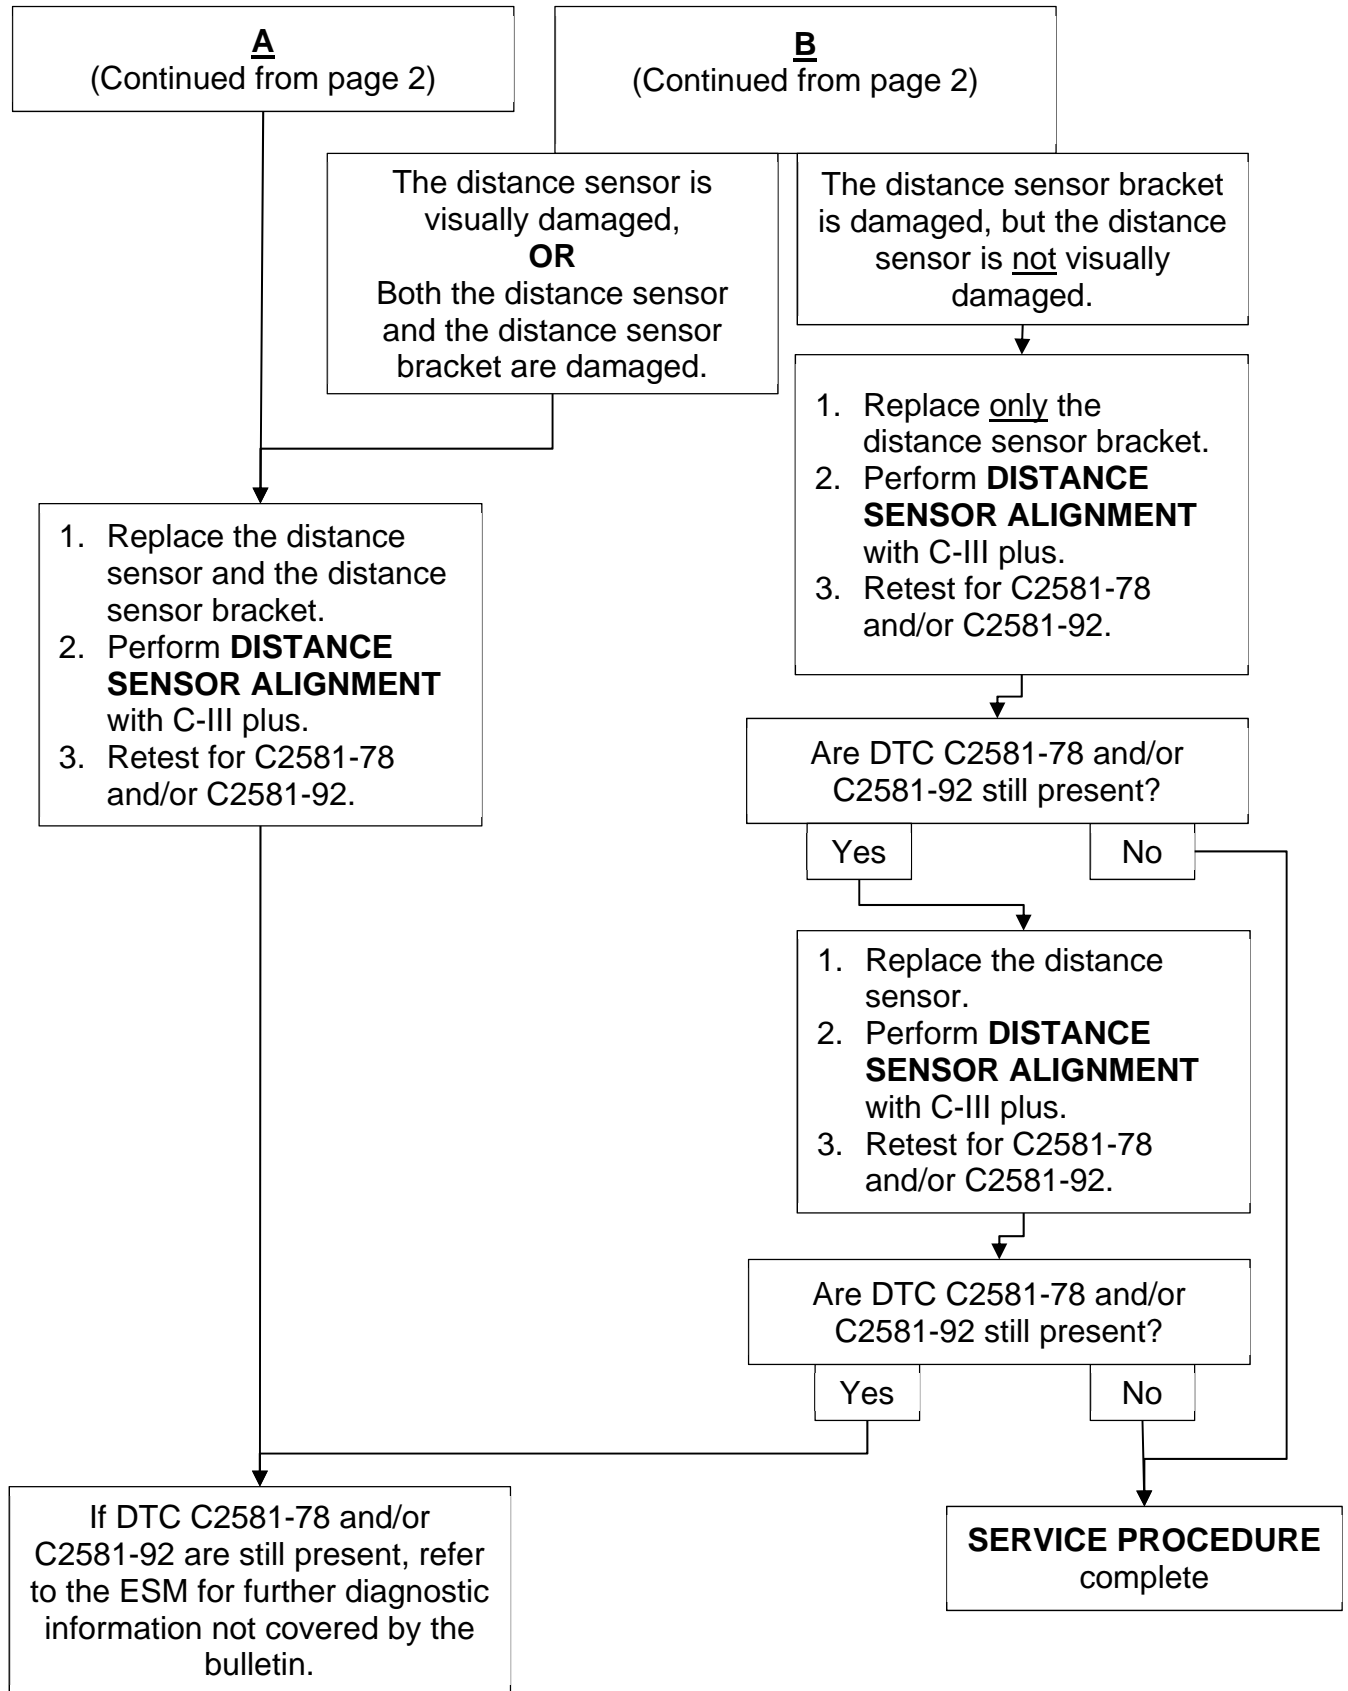 A
(Continued from page 2)
B
(Continued from page 2)
The distance sensor is
visually damaged,
OR
Both the distance sensor
and the distance sensor
bracket are damaged.
The distance sensor bracket
is damaged, but the distance
sensor is not visually
damaged.
1. Replace only the
distance sensor bracket.
2. Perform DISTANCE
SENSOR ALIGNMENT
with C-III plus.
3. Retest for C2581-78
and/or C2581-92.
1. Replace the distance
sensor and the distance
sensor bracket.
2. Perform DISTANCE
SENSOR ALIGNMENT
with C-III plus.
3. Retest for C2581-78
and/or C2581-92.
Are DTC C2581-78 and/or
C2581-92 still present?
Yes
No
1. Replace the distance
sensor.
2. Perform DISTANCE
SENSOR ALIGNMENT
with C-III plus.
3. Retest for C2581-78
and/or C2581-92.
Are DTC C2581-78 and/or
C2581-92 still present?
Yes
No
If DTC C2581-78 and/or
C2581-92 are still present, refer
to the ESM for further diagnostic
information not covered by the
bulletin.
SERVICE PROCEDURE
complete